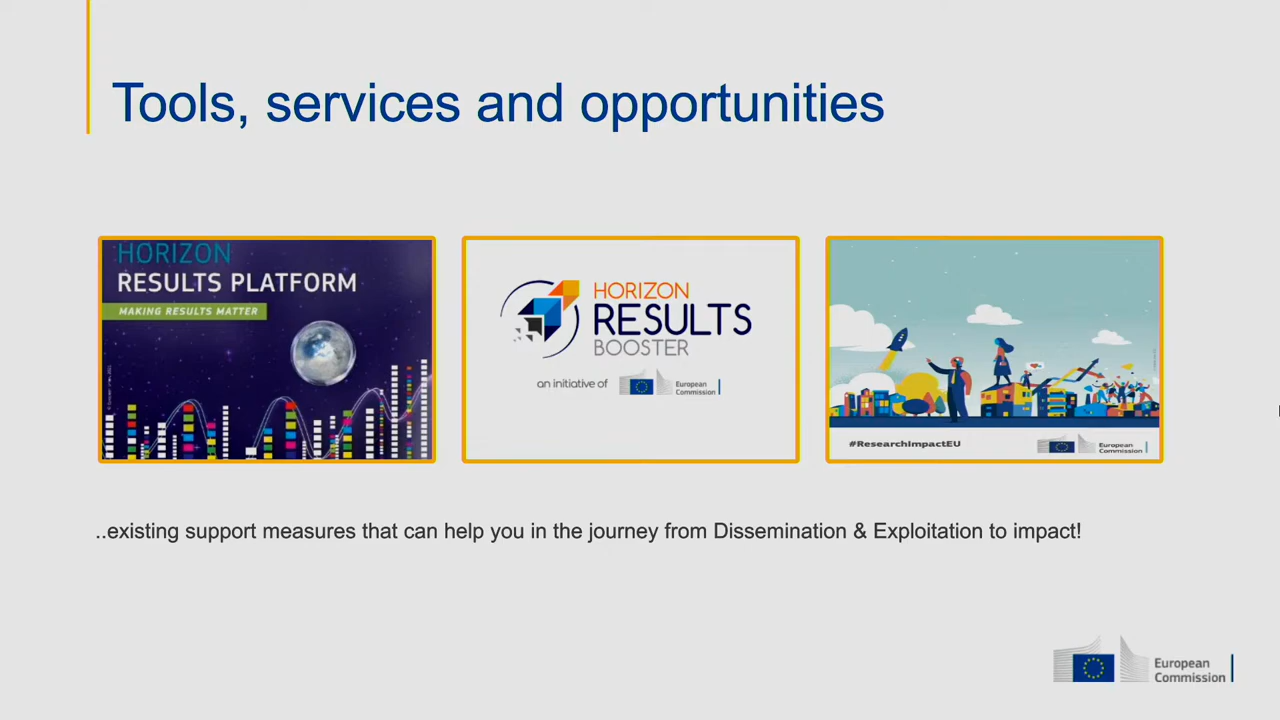 Tools, services and opportunities
HORIZON
RESULTS PLATFORM
MAKING RESULTS MATTER
HORIZON
RESULTS
BOOSTER
an initiative of
European
Commission
#ResearchImpactEU
European
Commission
..existing support measures that can help you in the journey from Dissemination & Exploitation to impact!
European
Commission